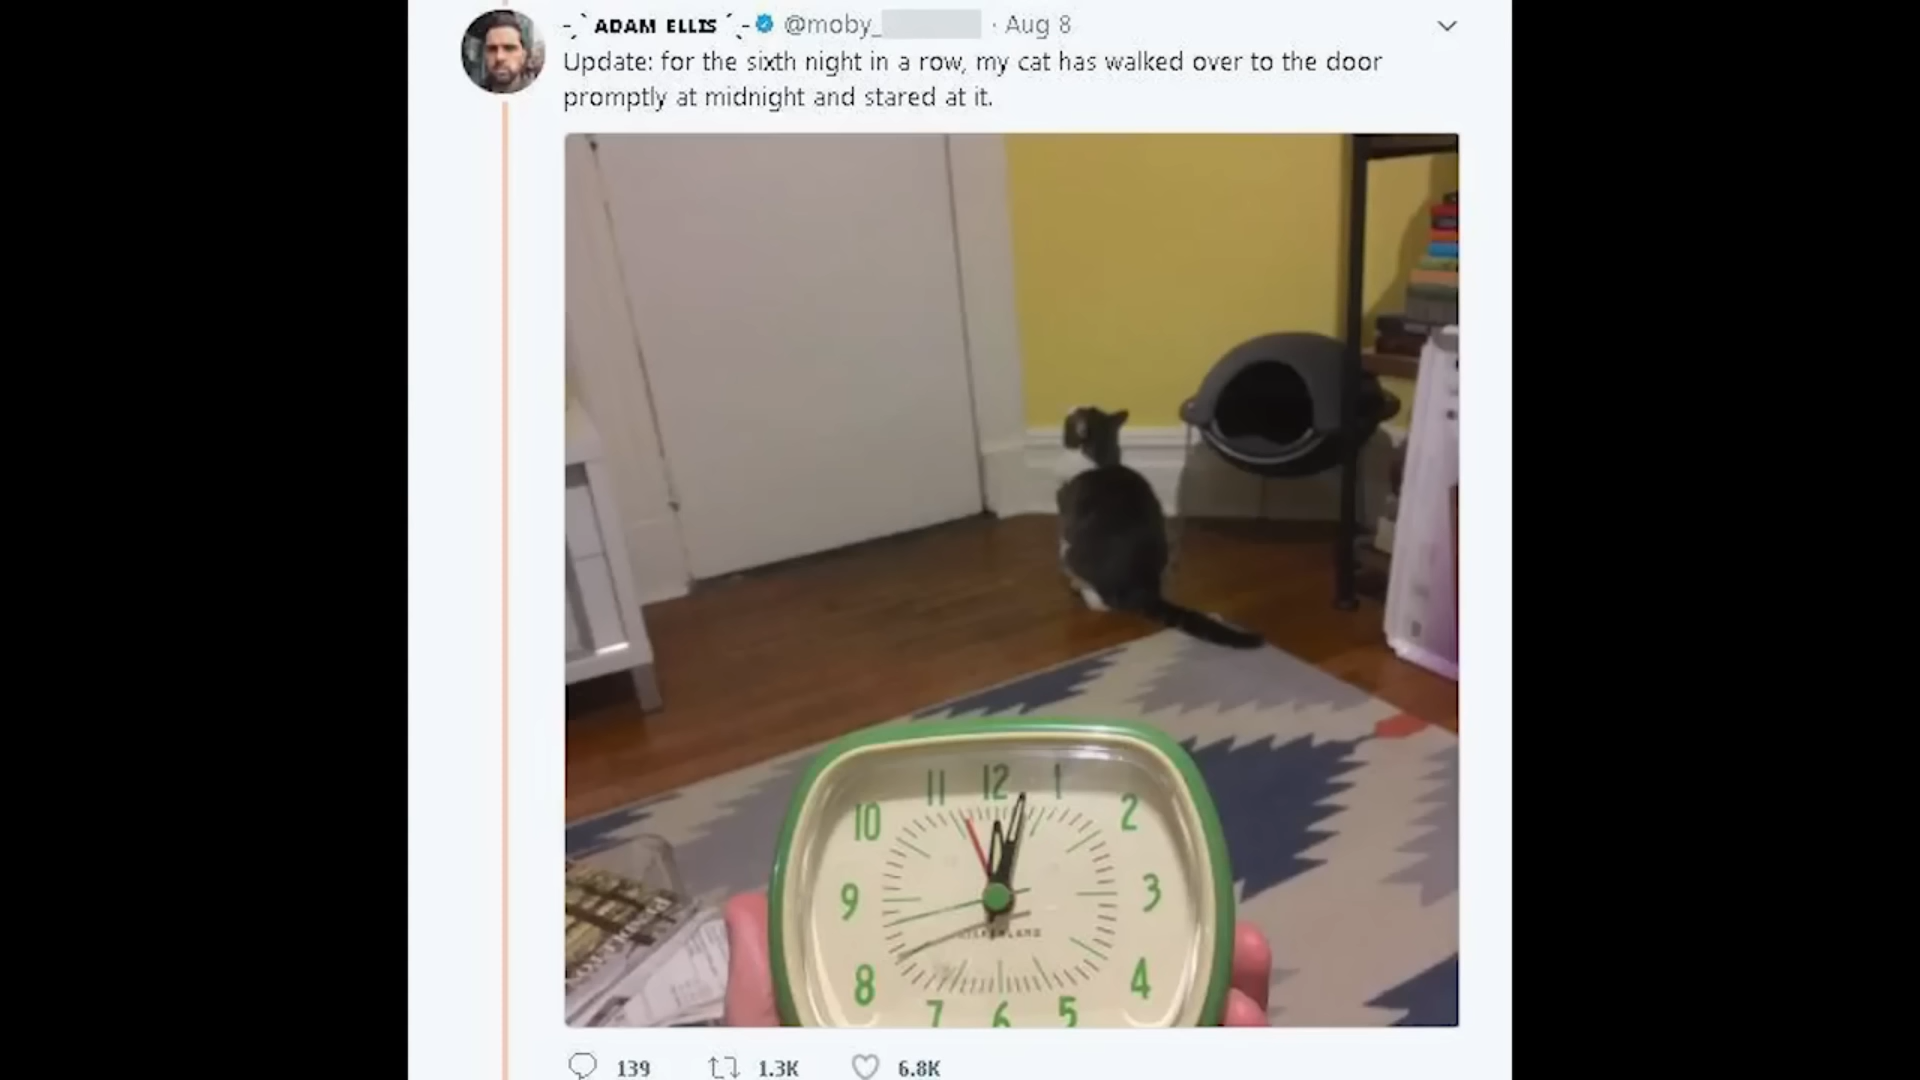 -ˎˋ ADAM ELLIS ˊˎ- @moby_ · Aug 8
Update: for the sixth night in a row, my cat has walked over to the door
promptly at midnight and stared at it.
11 12 1
10 2
9 3
8 4
7 6 5
139 1.3K 6.8K